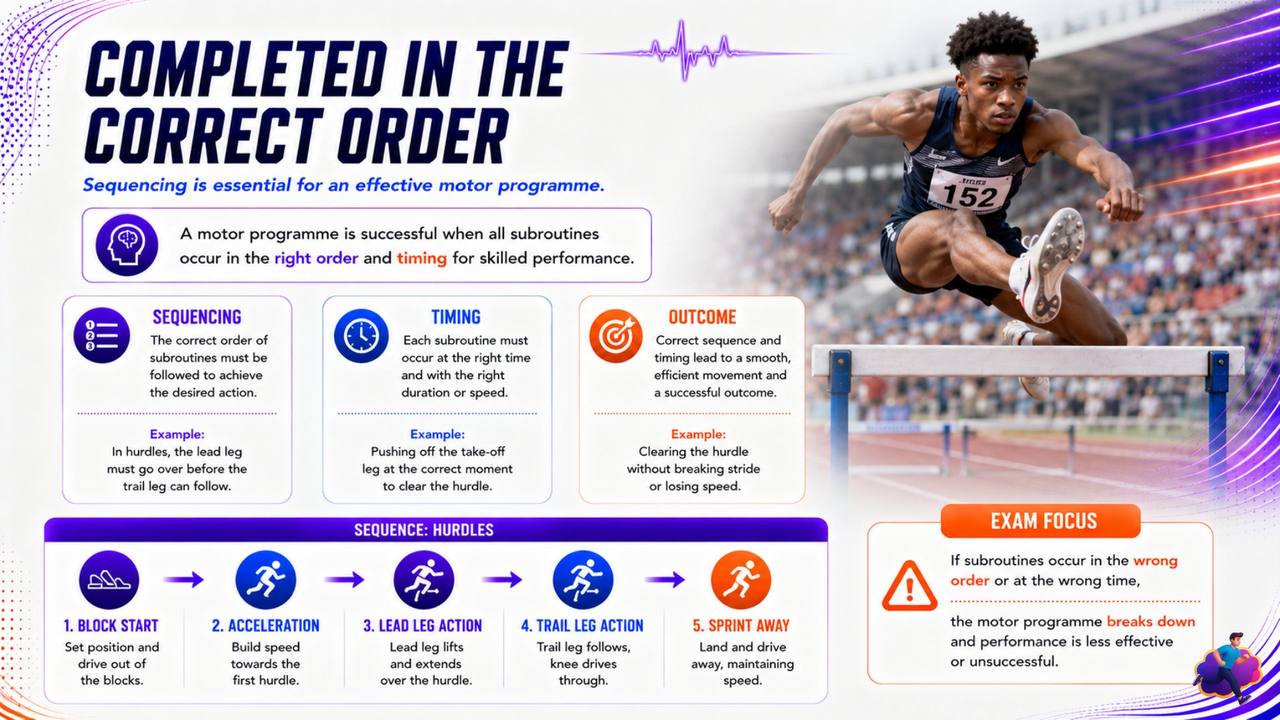 COMPLETED IN THE
CORRECT ORDER
Sequencing is essential for an effective motor programme.
A motor programme is successful when all subroutines
occur in the right order and timing for skilled performance.
SEQUENCING
The correct order of
subroutines must be
followed to achieve
the desired action.
Example:
In hurdles, the lead leg
must go over before the
trail leg can follow.
TIMING
Each subroutine must
occur at the right time
and with the right
duration or speed.
Example:
Pushing off the take-off
leg at the correct moment
to clear the hurdle.
OUTCOME
Correct sequence and
timing lead to a smooth,
efficient movement and
a successful outcome.
Example:
Clearing the hurdle
without breaking stride
or losing speed.
152
SEQUENCE: HURDLES
1
2
3
1. BLOCK START
Set position and
drive out of
the blocks.
2. ACCELERATION
Build speed
towards the
first hurdle.
3. LEAD LEG ACTION
Lead leg lifts
and extends
over the hurdle.
4. TRAIL LEG ACTION
Trail leg follows,
knee drives
through.
5. SPRINT AWAY
Land and drive
away, maintaining
speed.
EXAM FOCUS
If subroutines occur in the wrong
order or at the wrong time,
the motor programme breaks down
and performance is less effective
or unsuccessful.